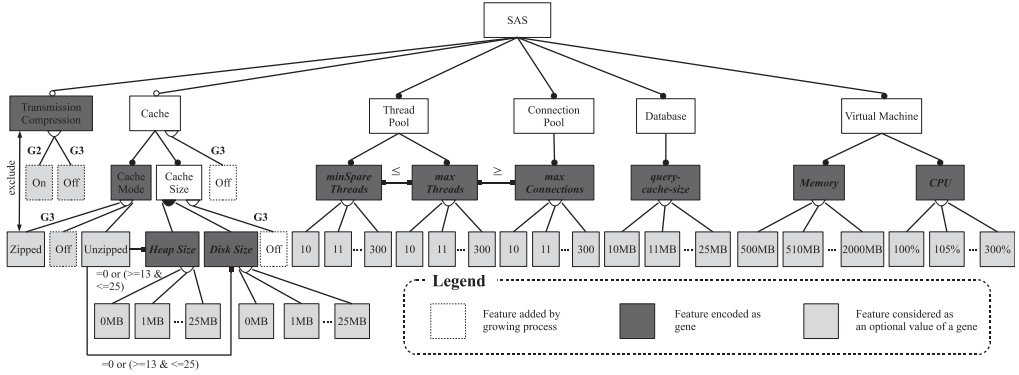 SAS
Transmission
Compression
Cache
Thread
Pool
Connection
Pool
Database
Virtual Machine
G2
G3
G3
exclude
On
Off
Cache
Mode
Cache
Size
Off
minSpare
Threads
≤
max
Threads
≥
max
Connections
query-
cache-size
Memory
CPU
G3
G3
Zipped
Off
Unzipped
Heap Size
Disk Size
Off
10
11
...
300
10
11
...
300
10
11
...
300
10MB
11MB
...
25MB
500MB
510MB
...
2000MB
100%
105%
...
300%
=0 or (>=13 &
<=25)
0MB
1MB
...
25MB
0MB
1MB
...
25MB
=0 or (>=13 & <=25)
Legend
Feature added by
growing process
Feature encoded as
gene
Feature considered as
an optional value of a gene